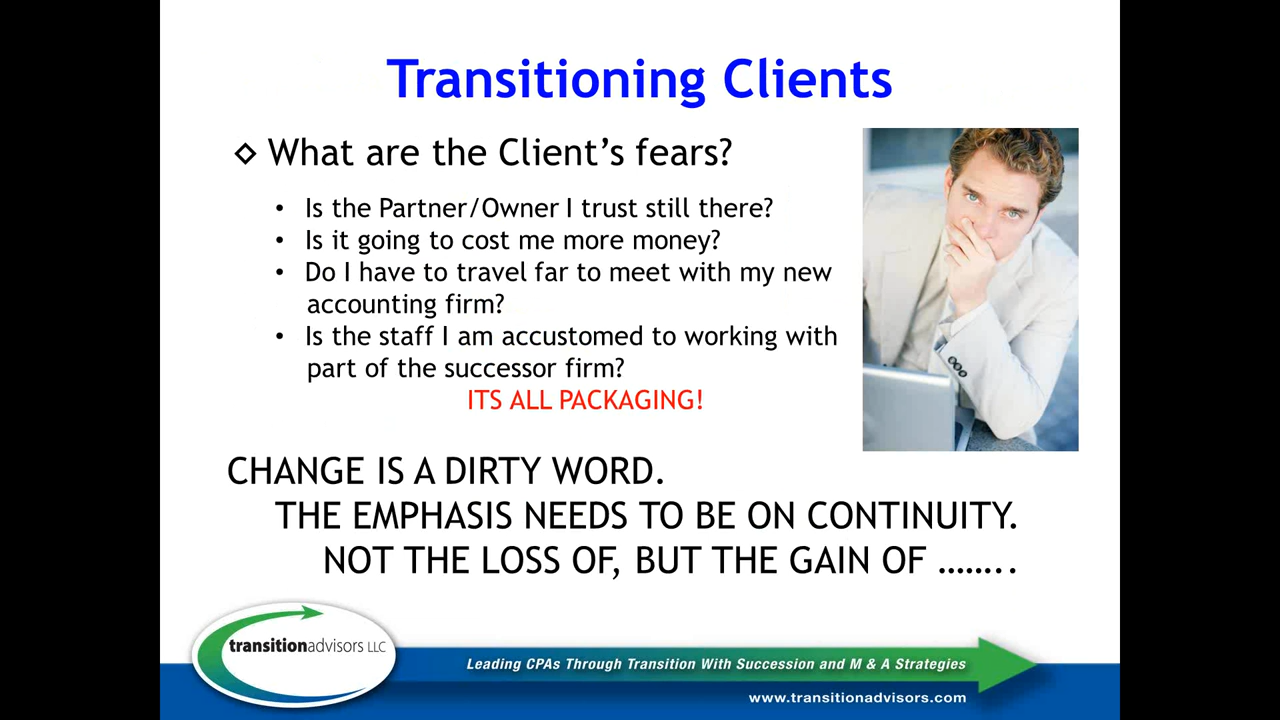 Transitioning Clients
◇ What are the Client's fears?
• Is the Partner/Owner I trust still there?
• Is it going to cost me more money?
• Do I have to travel far to meet with my new
accounting firm?
• Is the staff I am accustomed to working with
part of the successor firm?
ITS ALL PACKAGING!
CHANGE IS A DIRTY WORD.
THE EMPHASIS NEEDS TO BE ON CONTINUITY.
NOT THE LOSS OF, BUT THE GAIN OF ........
transitionadvisors LLC
Leading CPAs Through Transition With Succession and M & A Strategies
www.transitionadvisors.com